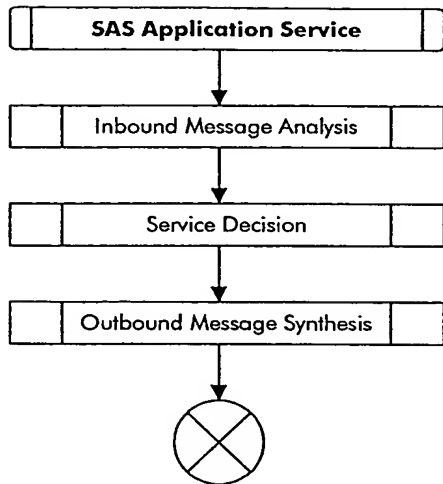 SAS Application Service
Inbound Message Analysis
Service Decision
Outbound Message Synthesis